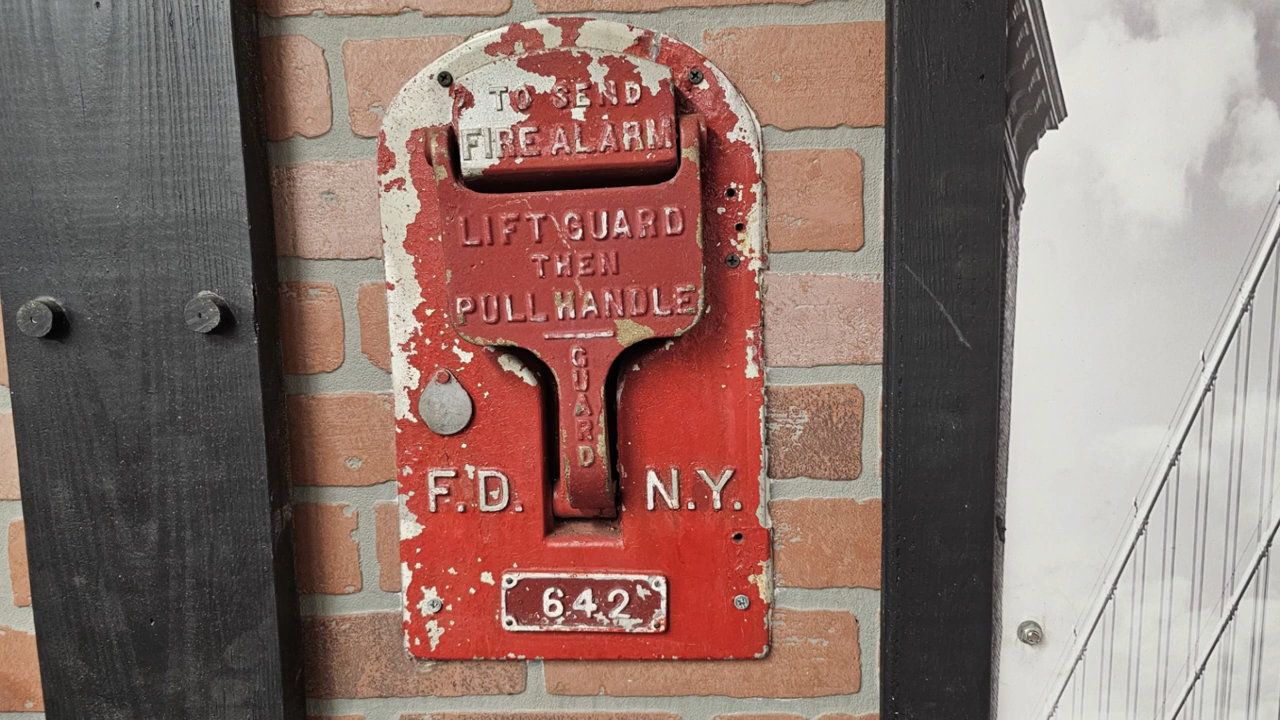 TO SEND
FIRE ALARM
LIFT GUARD
THEN
PULL HANDLE
GUARD
F.D. N.Y.
642